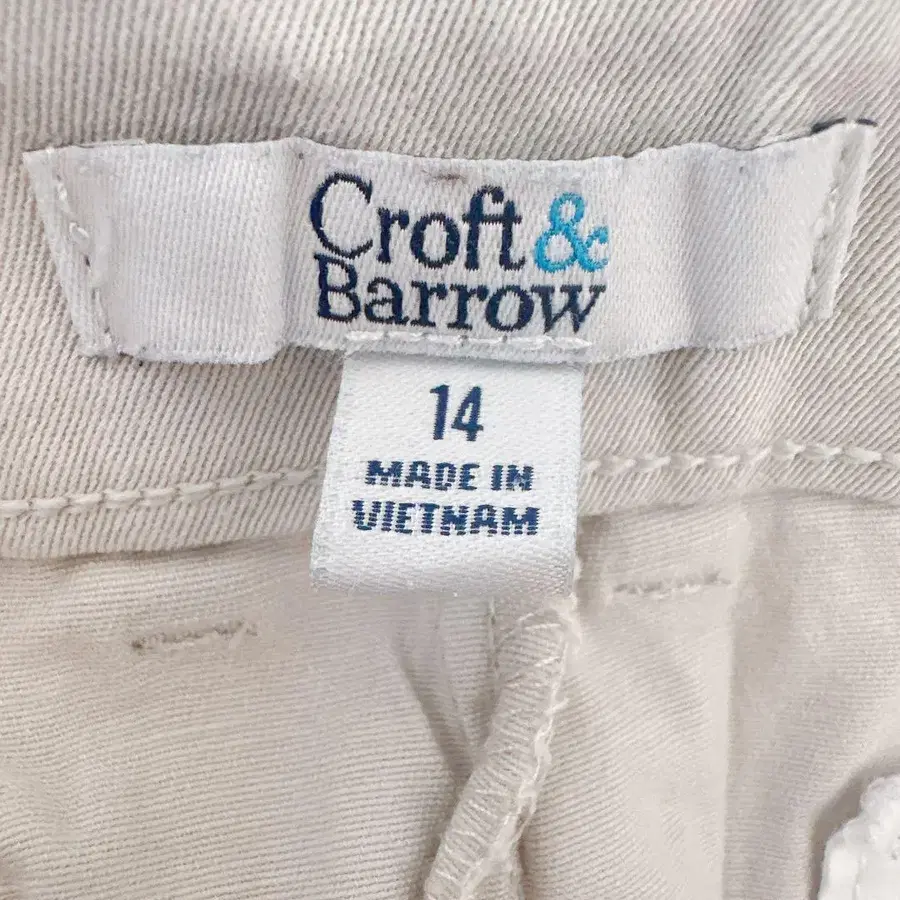 Croft &
Barrow
14
MADE IN
VIETNAM